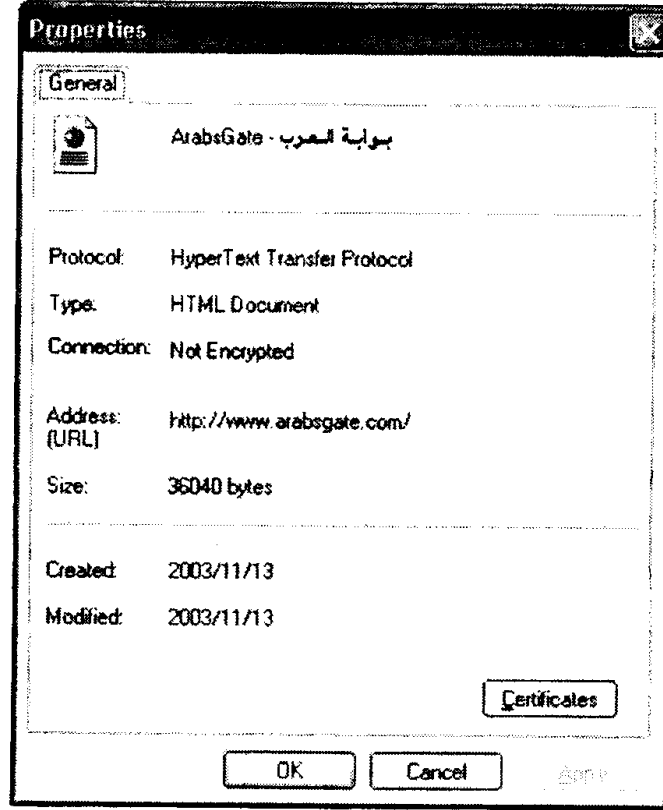 Properties
General
ArabsGate - بوابة العرب
Protocol: HyperText Transfer Protocol
Type: HTML Document
Connection: Not Encrypted
Address: http://www.arabsgate.com/
(URL)
Size: 36040 bytes
Created: 2003/11/13
Modified: 2003/11/13
Certificates
OK Cancel Apply